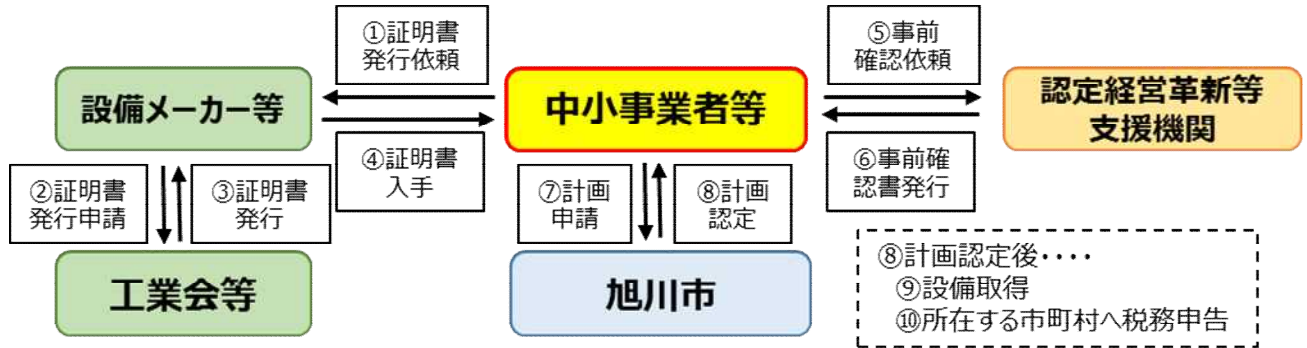 ①証明書
発行依頼
⑤事前
確認依頼
設備メーカー等
中小事業者等
認定経営革新等
支援機関
②証明書
発行申請
③証明書
発行
④証明書
入手
⑦計画
申請
⑧計画
認定
⑥事前確
認書発行
工業会等
旭川市
⑧計画認定後・・・・
⑨設備取得
⑩所在する市町村へ税務申告